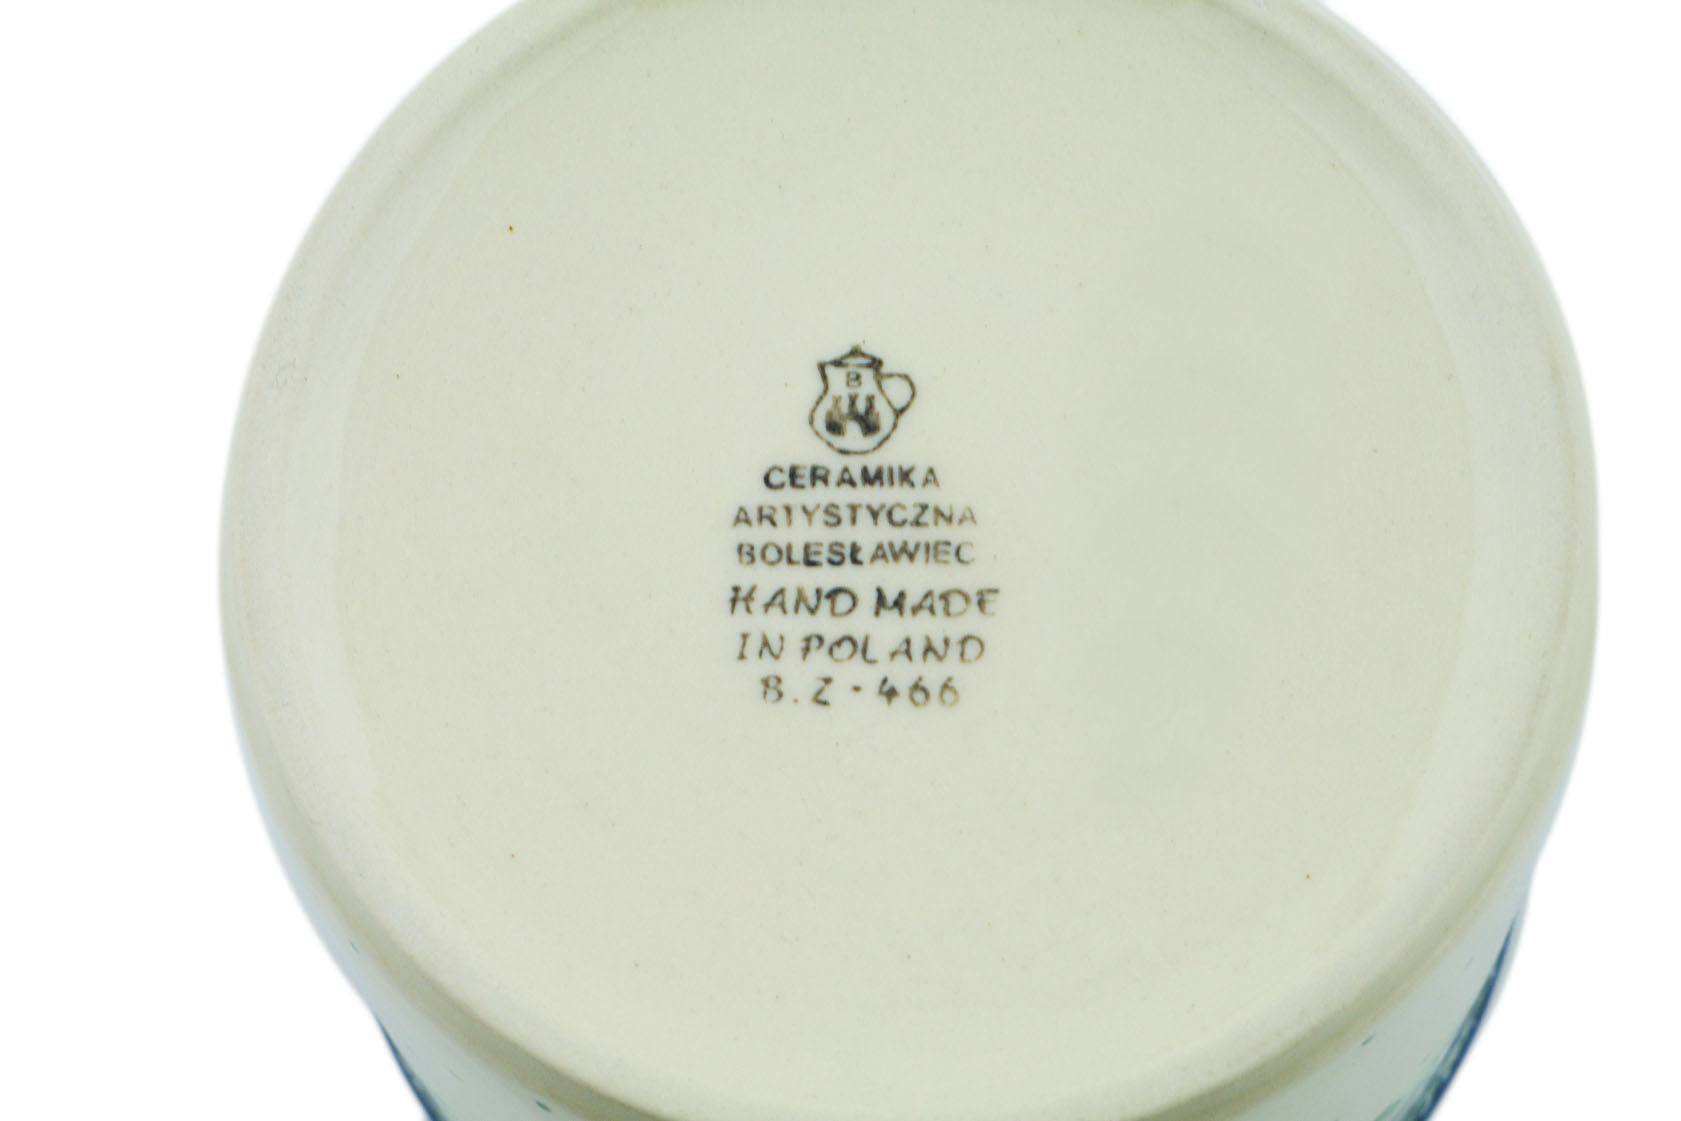 B
CERAMIKA
ARTYSTYCZNA
BOLESŁAWIEC
HAND MADE
IN POLAND
B.Z-466